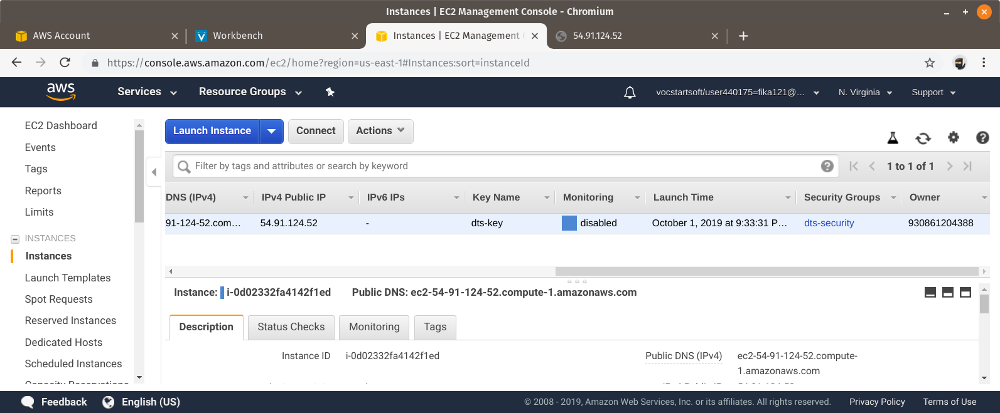 Instances | EC2 Management Console - Chromium
AWS Account
Workbench
Instances | EC2 Management
54.91.124.52
https://console.aws.amazon.com/ec2/home?region=us-east-1#Instances:sort=instanceId
aws
Services
Resource Groups
vocstartsoft/user440175=fika121@...
N. Virginia
Support
EC2 Dashboard
Events
Tags
Reports
Limits
INSTANCES
Instances
Launch Templates
Spot Requests
Reserved Instances
Dedicated Hosts
Scheduled Instances
Capacity Reservations
Launch Instance
Connect
Actions
Filter by tags and attributes or search by keyword
1 to 1 of 1
DNS (IPv4) IPv4 Public IP IPv6 IPs Key Name Monitoring Launch Time Security Groups Owner
91-124-52.com... 54.91.124.52 - dts-key disabled October 1, 2019 at 9:33:31 P... dts-security 930861204388
Instance: i-0d02332fa4142f1ed Public DNS: ec2-54-91-124-52.compute-1.amazonaws.com
Description
Status Checks
Monitoring
Tags
Instance ID i-0d02332fa4142f1ed
Public DNS (IPv4) ec2-54-91-124-52.compute-
1.amazonaws.com
Feedback
English (US)
© 2008 - 2019, Amazon Web Services, Inc. or its affiliates. All rights reserved.
Privacy Policy
Terms of Use